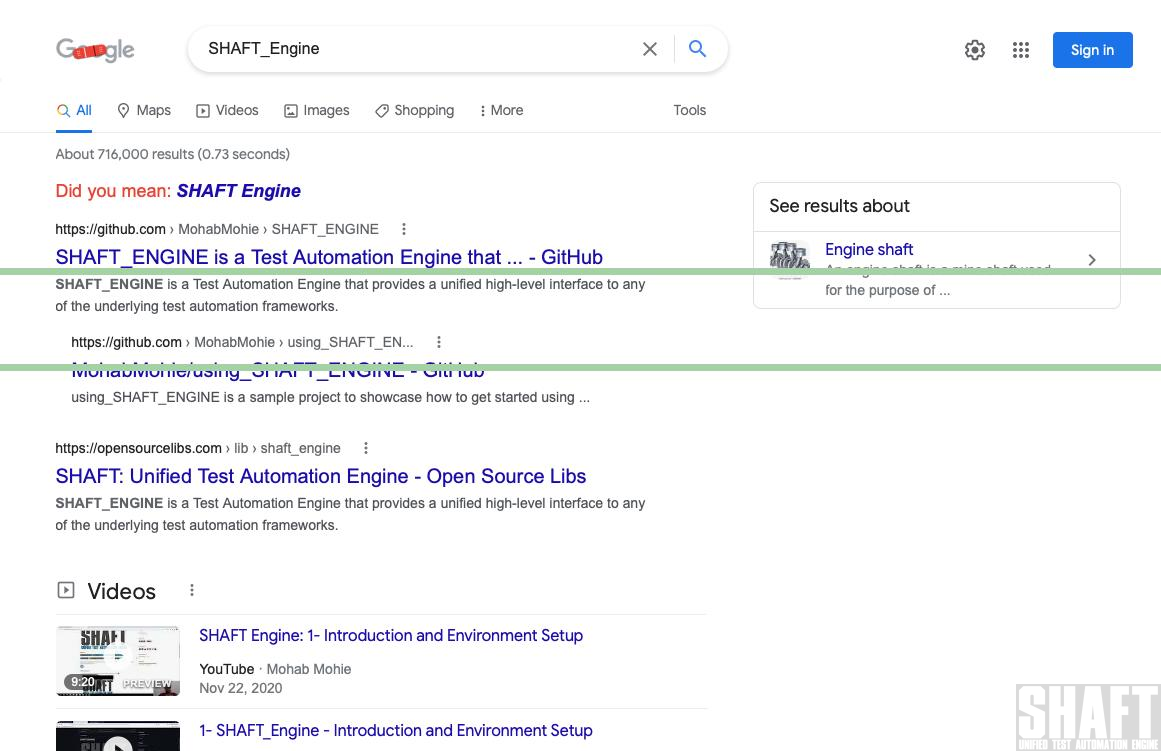 Google
SHAFT_Engine
Sign in
All
Maps
Videos
Images
Shopping
More
Tools
About 716,000 results (0.73 seconds)
Did you mean: SHAFT Engine
https://github.com › MohabMohie › SHAFT_ENGINE
SHAFT_ENGINE is a Test Automation Engine that ... - GitHub
SHAFT_ENGINE is a Test Automation Engine that provides a unified high-level interface to any
of the underlying test automation frameworks.
https://github.com › MohabMohie › using_SHAFT_EN...
MohabMohie/using_SHAFT_ENGINE - GitHub
using_SHAFT_ENGINE is a sample project to showcase how to get started using ...
https://opensourcelibs.com › lib › shaft_engine
SHAFT: Unified Test Automation Engine - Open Source Libs
SHAFT_ENGINE is a Test Automation Engine that provides a unified high-level interface to any
of the underlying test automation frameworks.
Videos
SHAFT
9:20
PREVIEW
SHAFT Engine: 1- Introduction and Environment Setup
YouTube · Mohab Mohie
Nov 22, 2020
1- SHAFT_Engine - Introduction and Environment Setup
See results about
Engine shaft
An engine shaft is a mine shaft used
for the purpose of ...
SHAFT
UNIFIED TEST AUTOMATION ENGINE